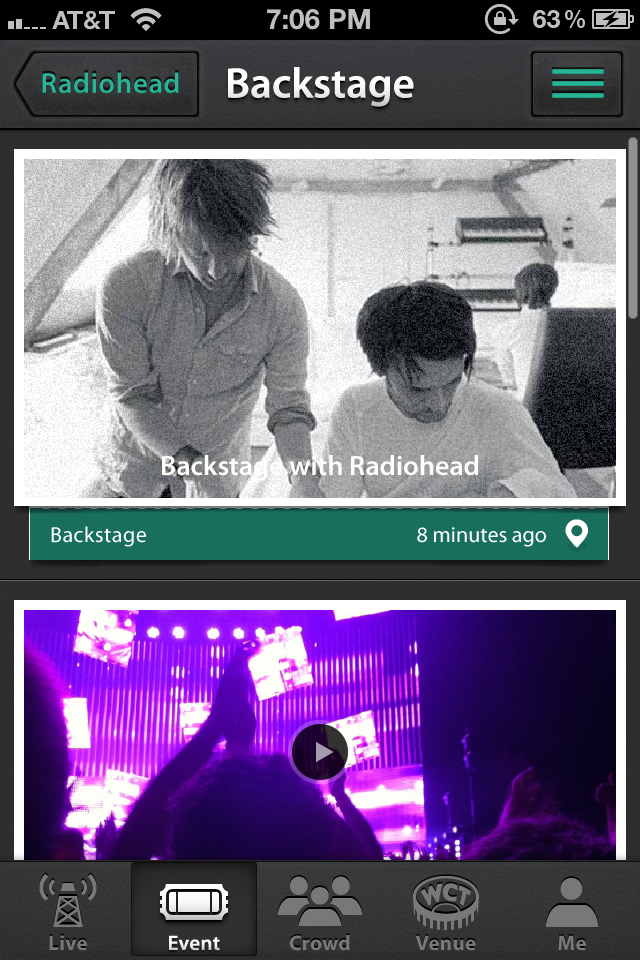 AT&T 7:06 PM 63%
Radiohead Backstage
Backstage with Radiohead
Backstage 8 minutes ago
WCT
Live Event Crowd Venue Me